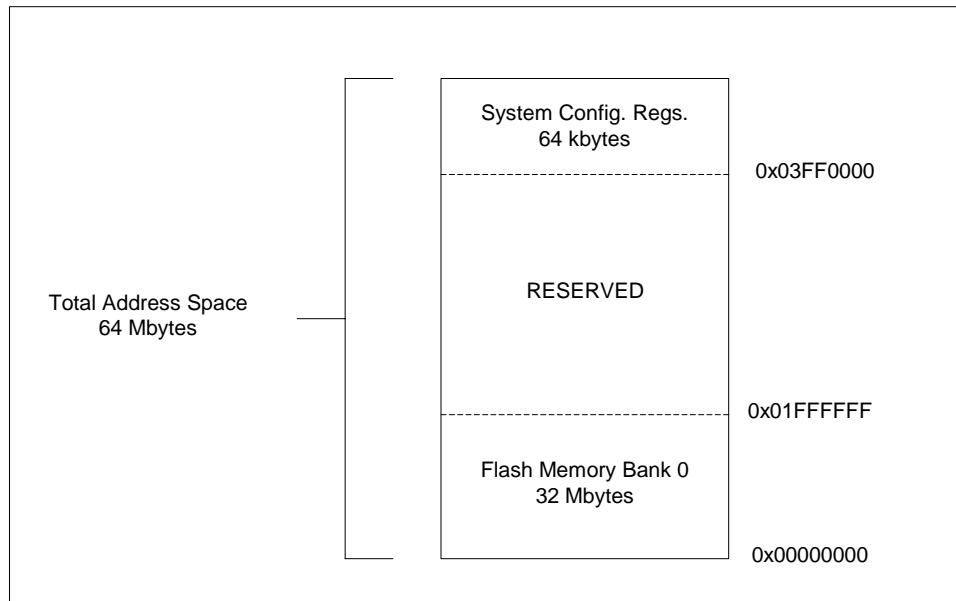 System Config. Regs.
64 kbytes
0x03FF0000
RESERVED
Total Address Space
64 Mbytes
0x01FFFFFF
Flash Memory Bank 0
32 Mbytes
0x00000000